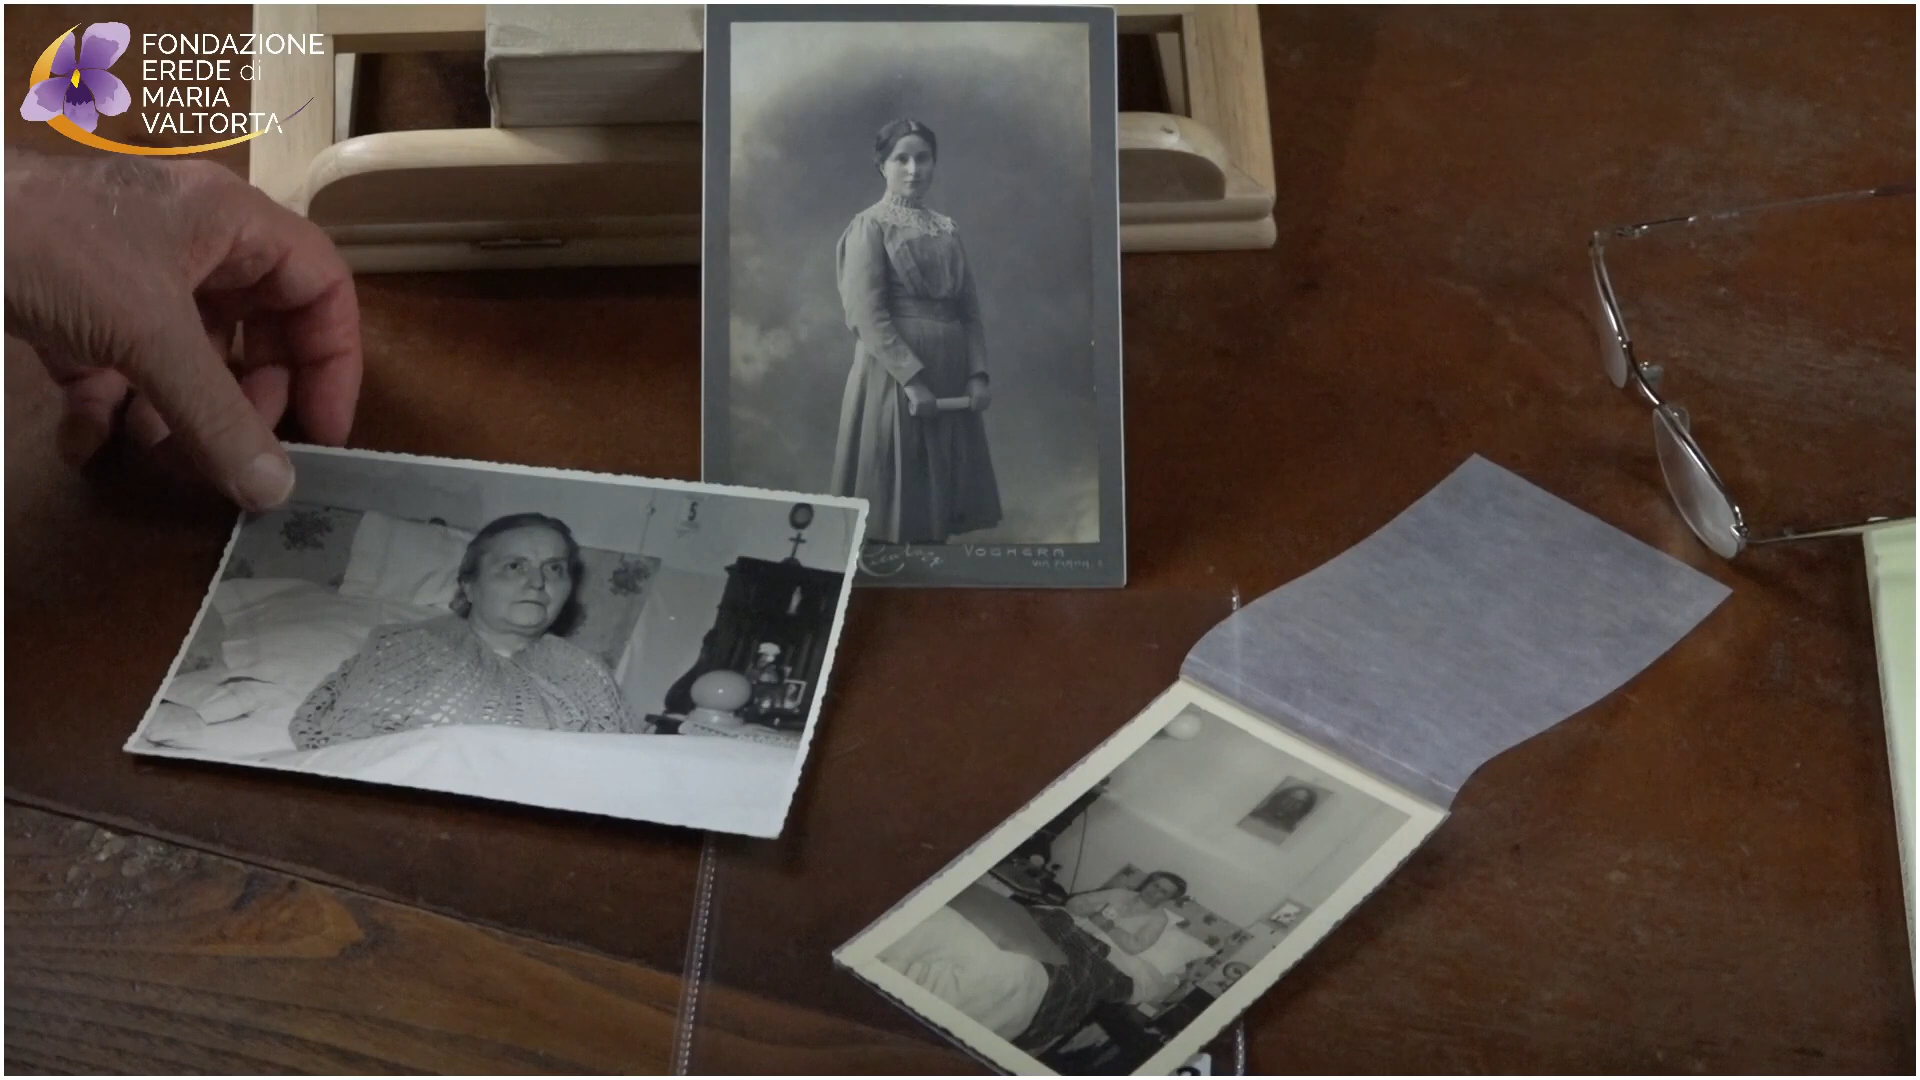 FONDAZIONE
EREDE di
MARIA
VALTORTA
5
VOGHERA